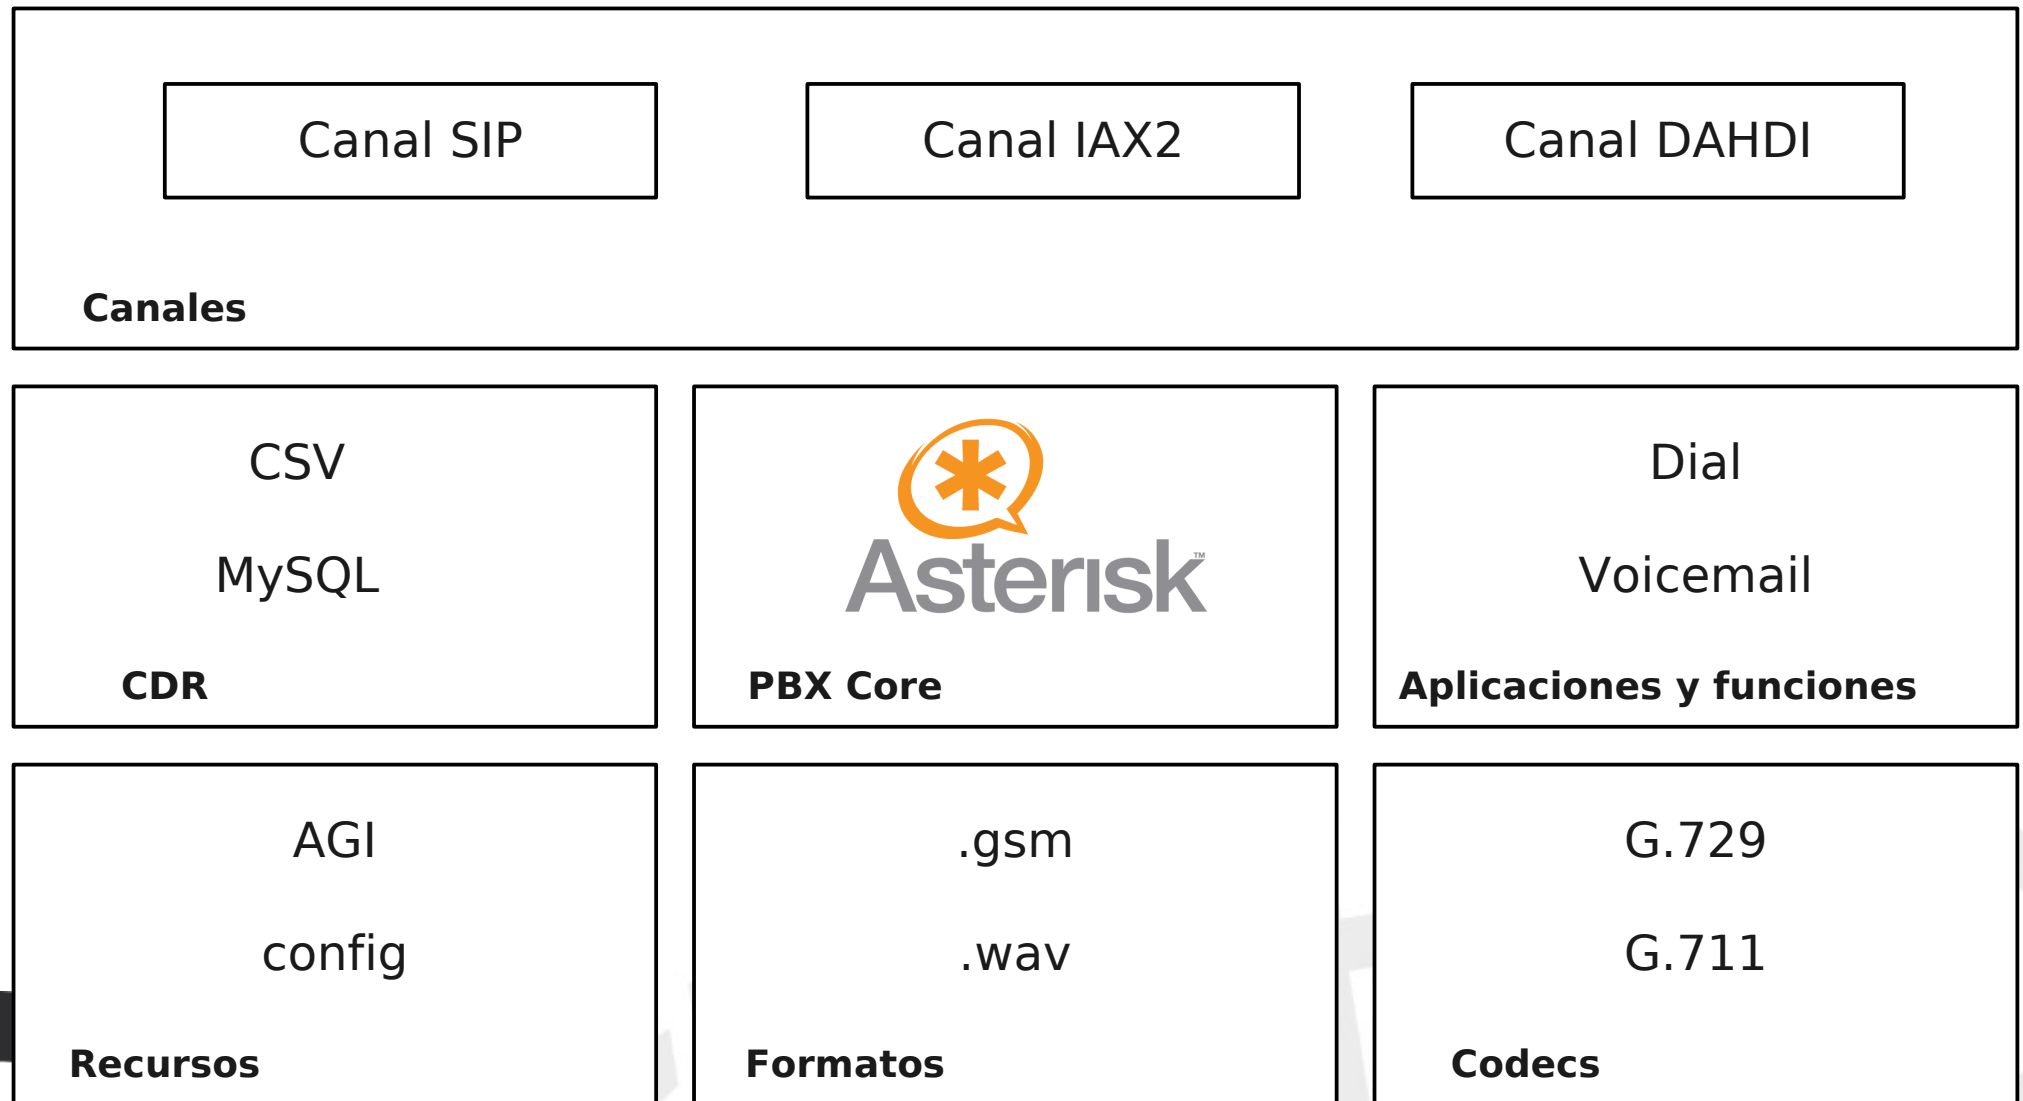 Canal SIP
Canal IAX2
Canal DAHDI
Canales
CSV
MySQL
CDR
Asterisk™
PBX Core
Dial
Voicemail
Aplicaciones y funciones
AGI
config
Recursos
.gsm
.wav
Formatos
G.729
G.711
Codecs